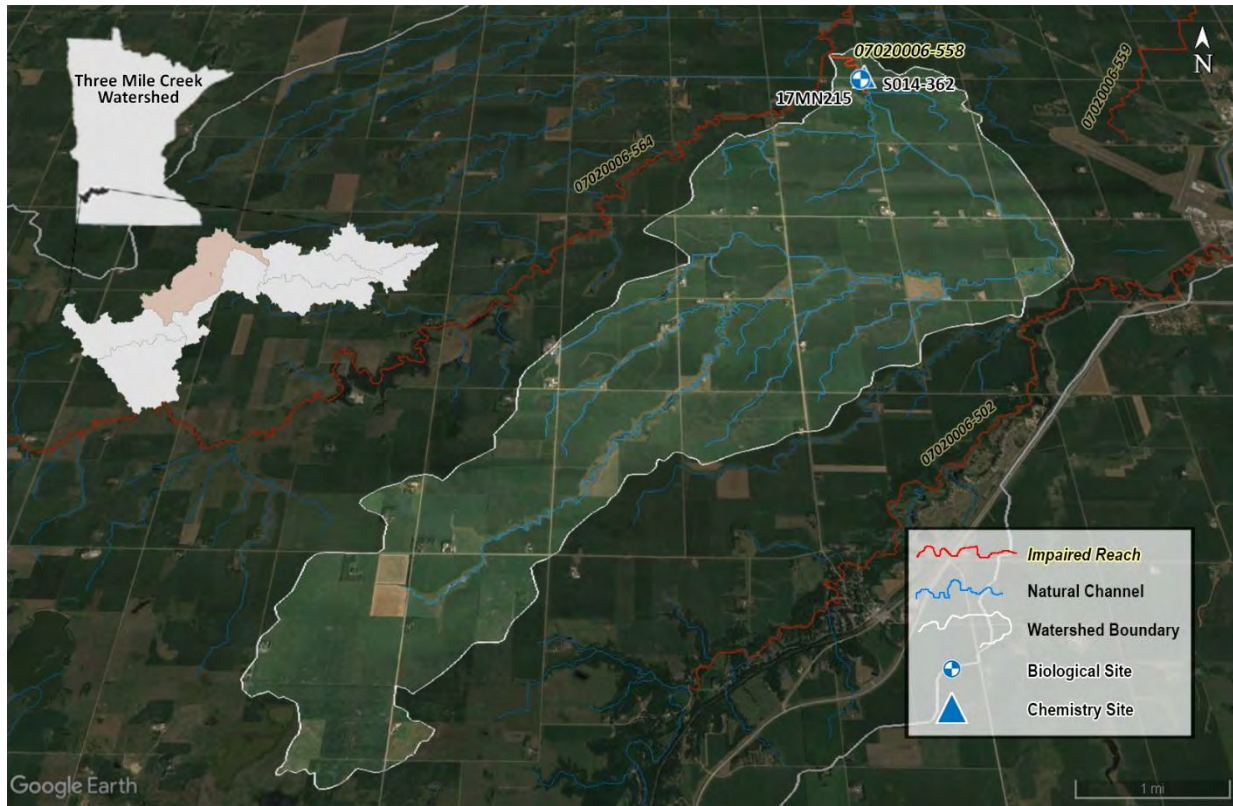 Three Mile Creek
Watershed
07020006-558
S014-362
17MN215
07020006-559
N
07020006-564
07020006-502
Impaired Reach
Natural Channel
Watershed Boundary
Biological Site
Chemistry Site
Google Earth
1 mi